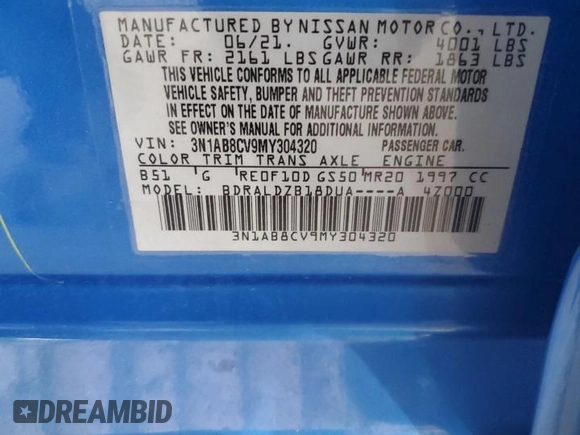 MANUFACTURED BY NISSAN MOTOR CO., LTD.
DATE: 06/21. GVWR: 4001 LBS
GAWR FR: 2161 LBS GAWR RR: 1863 LBS
THIS VEHICLE CONFORMS TO ALL APPLICABLE FEDERAL MOTOR
VEHICLE SAFETY, BUMPER AND THEFT PREVENTION STANDARDS
IN EFFECT ON THE DATE OF MANUFACTURE SHOWN ABOVE.
SEE OWNER'S MANUAL FOR ADDITIONAL INFORMATION.
VIN: 3N1AB8CV9MY304320 PASSENGER CAR.
COLOR TRIM TRANS AXLE ENGINE
B51 G RE0F10D GS50 MR20 1997 CC
MODEL: BDRALDZB18DUA----A 4Z000
3N1AB8CV9MY304320
DREAMBID